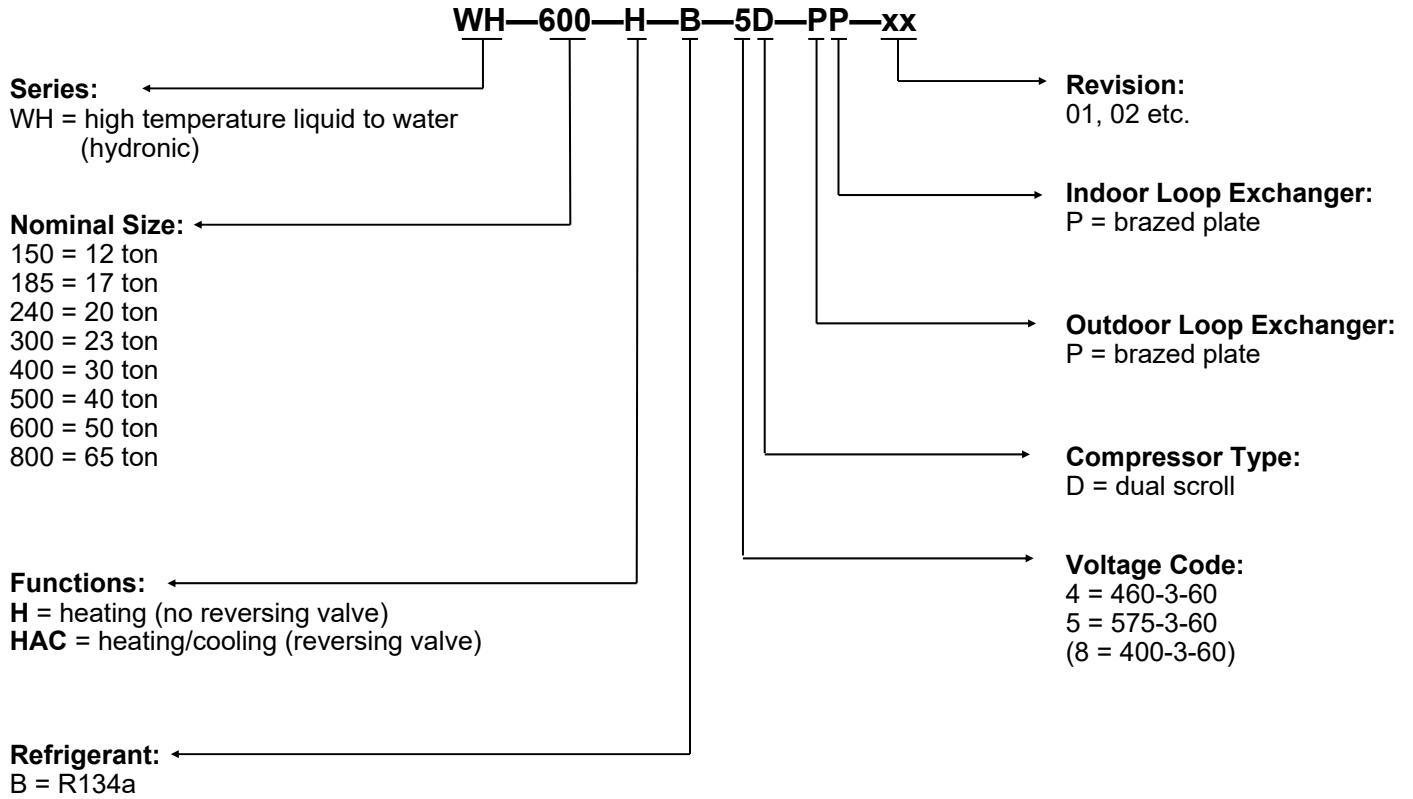 WH—600—H—B—5D—PP—xx
Series:
WH = high temperature liquid to water
(hydronic)
Nominal Size:
150 = 12 ton
185 = 17 ton
240 = 20 ton
300 = 23 ton
400 = 30 ton
500 = 40 ton
600 = 50 ton
800 = 65 ton
Functions:
H = heating (no reversing valve)
HAC = heating/cooling (reversing valve)
Refrigerant:
B = R134a
Revision:
01, 02 etc.
Indoor Loop Exchanger:
P = brazed plate
Outdoor Loop Exchanger:
P = brazed plate
Compressor Type:
D = dual scroll
Voltage Code:
4 = 460-3-60
5 = 575-3-60
(8 = 400-3-60)